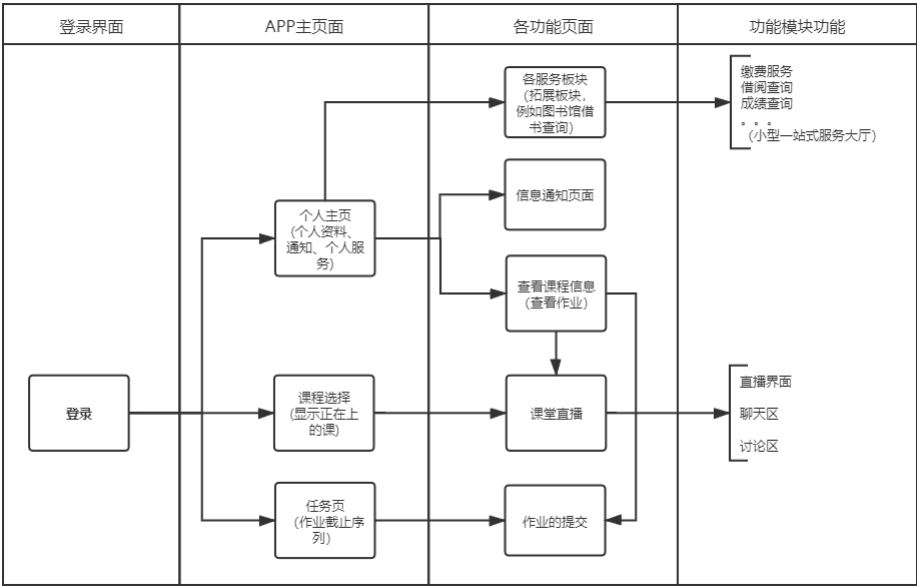 登录界面
APP主页面
各功能页面
功能模块功能
各服务板块
（拓展板块，
例如图书馆借
书查询）
缴费服务
借阅查询
成绩查询
。。。
（小型一站式服务大厅）
信息通知页面
个人主页
(个人资料、
通知、个人服
务)
查看课程信息
（查看作业）
登录
课程选择
(显示正在上
的课)
课堂直播
直播界面
聊天区
讨论区
任务页
（作业截止序
列）
作业的提交